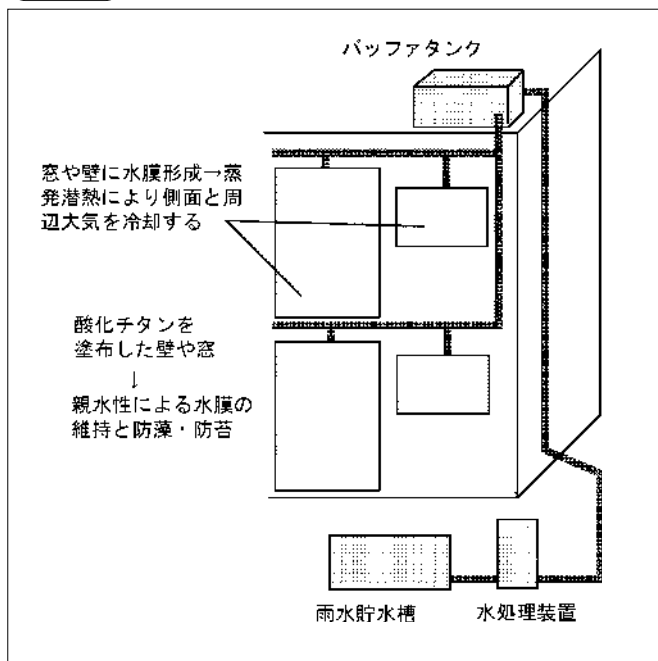 バッファタンク
窓や壁に水膜形成→蒸
発潜熱により側面と周
辺大気を冷却する
酸化チタンを
塗布した壁や窓
↓
親水性による水膜の
維持と防藻・防苔
雨水貯水槽
水処理装置